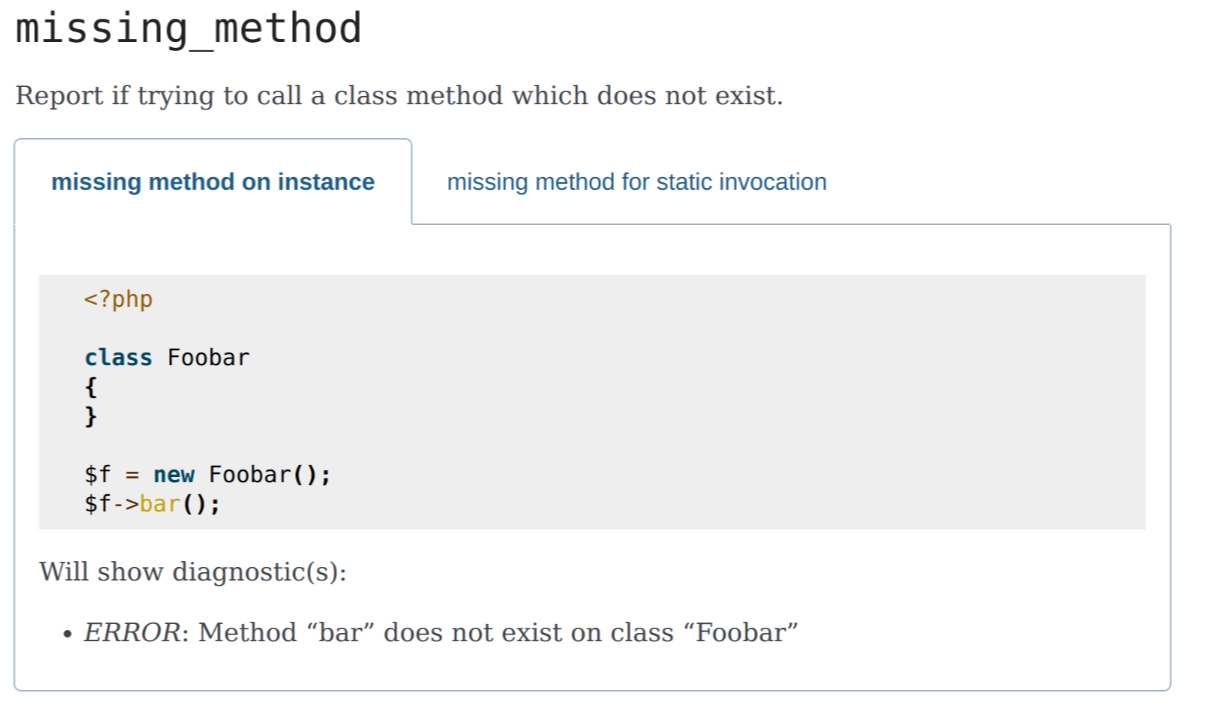 missing_method
Report if trying to call a class method which does not exist.
missing method on instance
missing method for static invocation
<?php
class Foobar
{
}
$f = new Foobar();
$f->bar();
Will show diagnostic(s):
• ERROR: Method “bar” does not exist on class “Foobar”